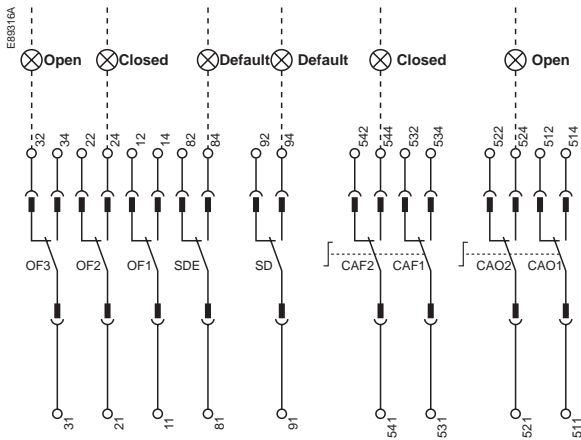 E89316A
Open Closed Default Default Closed Open
32 34 22 24 12 14 82 84 92 94 542 544 532 534 522 524 512 514
OF3 OF2 OF1 SDE SD CAF2 CAF1 CAO2 CAO1
31 21 11 81 91 541 531 521 511